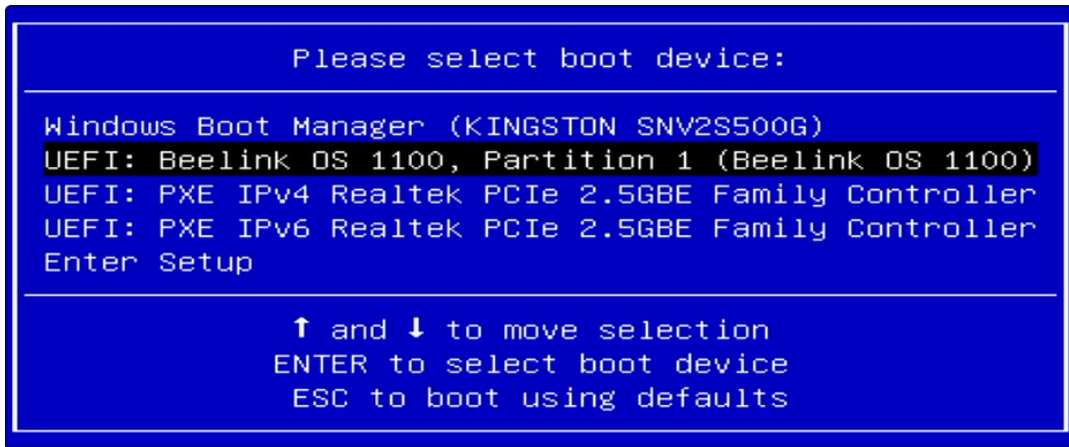 Please select boot device:
Windows Boot Manager (KINGSTON SNV2S500G)
UEFI: Beelink OS 1100, Partition 1 (Beelink OS 1100)
UEFI: PXE IPv4 Realtek PCIe 2.5GBE Family Controller
UEFI: PXE IPv6 Realtek PCIe 2.5GBE Family Controller
Enter Setup
↑ and ↓ to move selection
ENTER to select boot device
ESC to boot using defaults